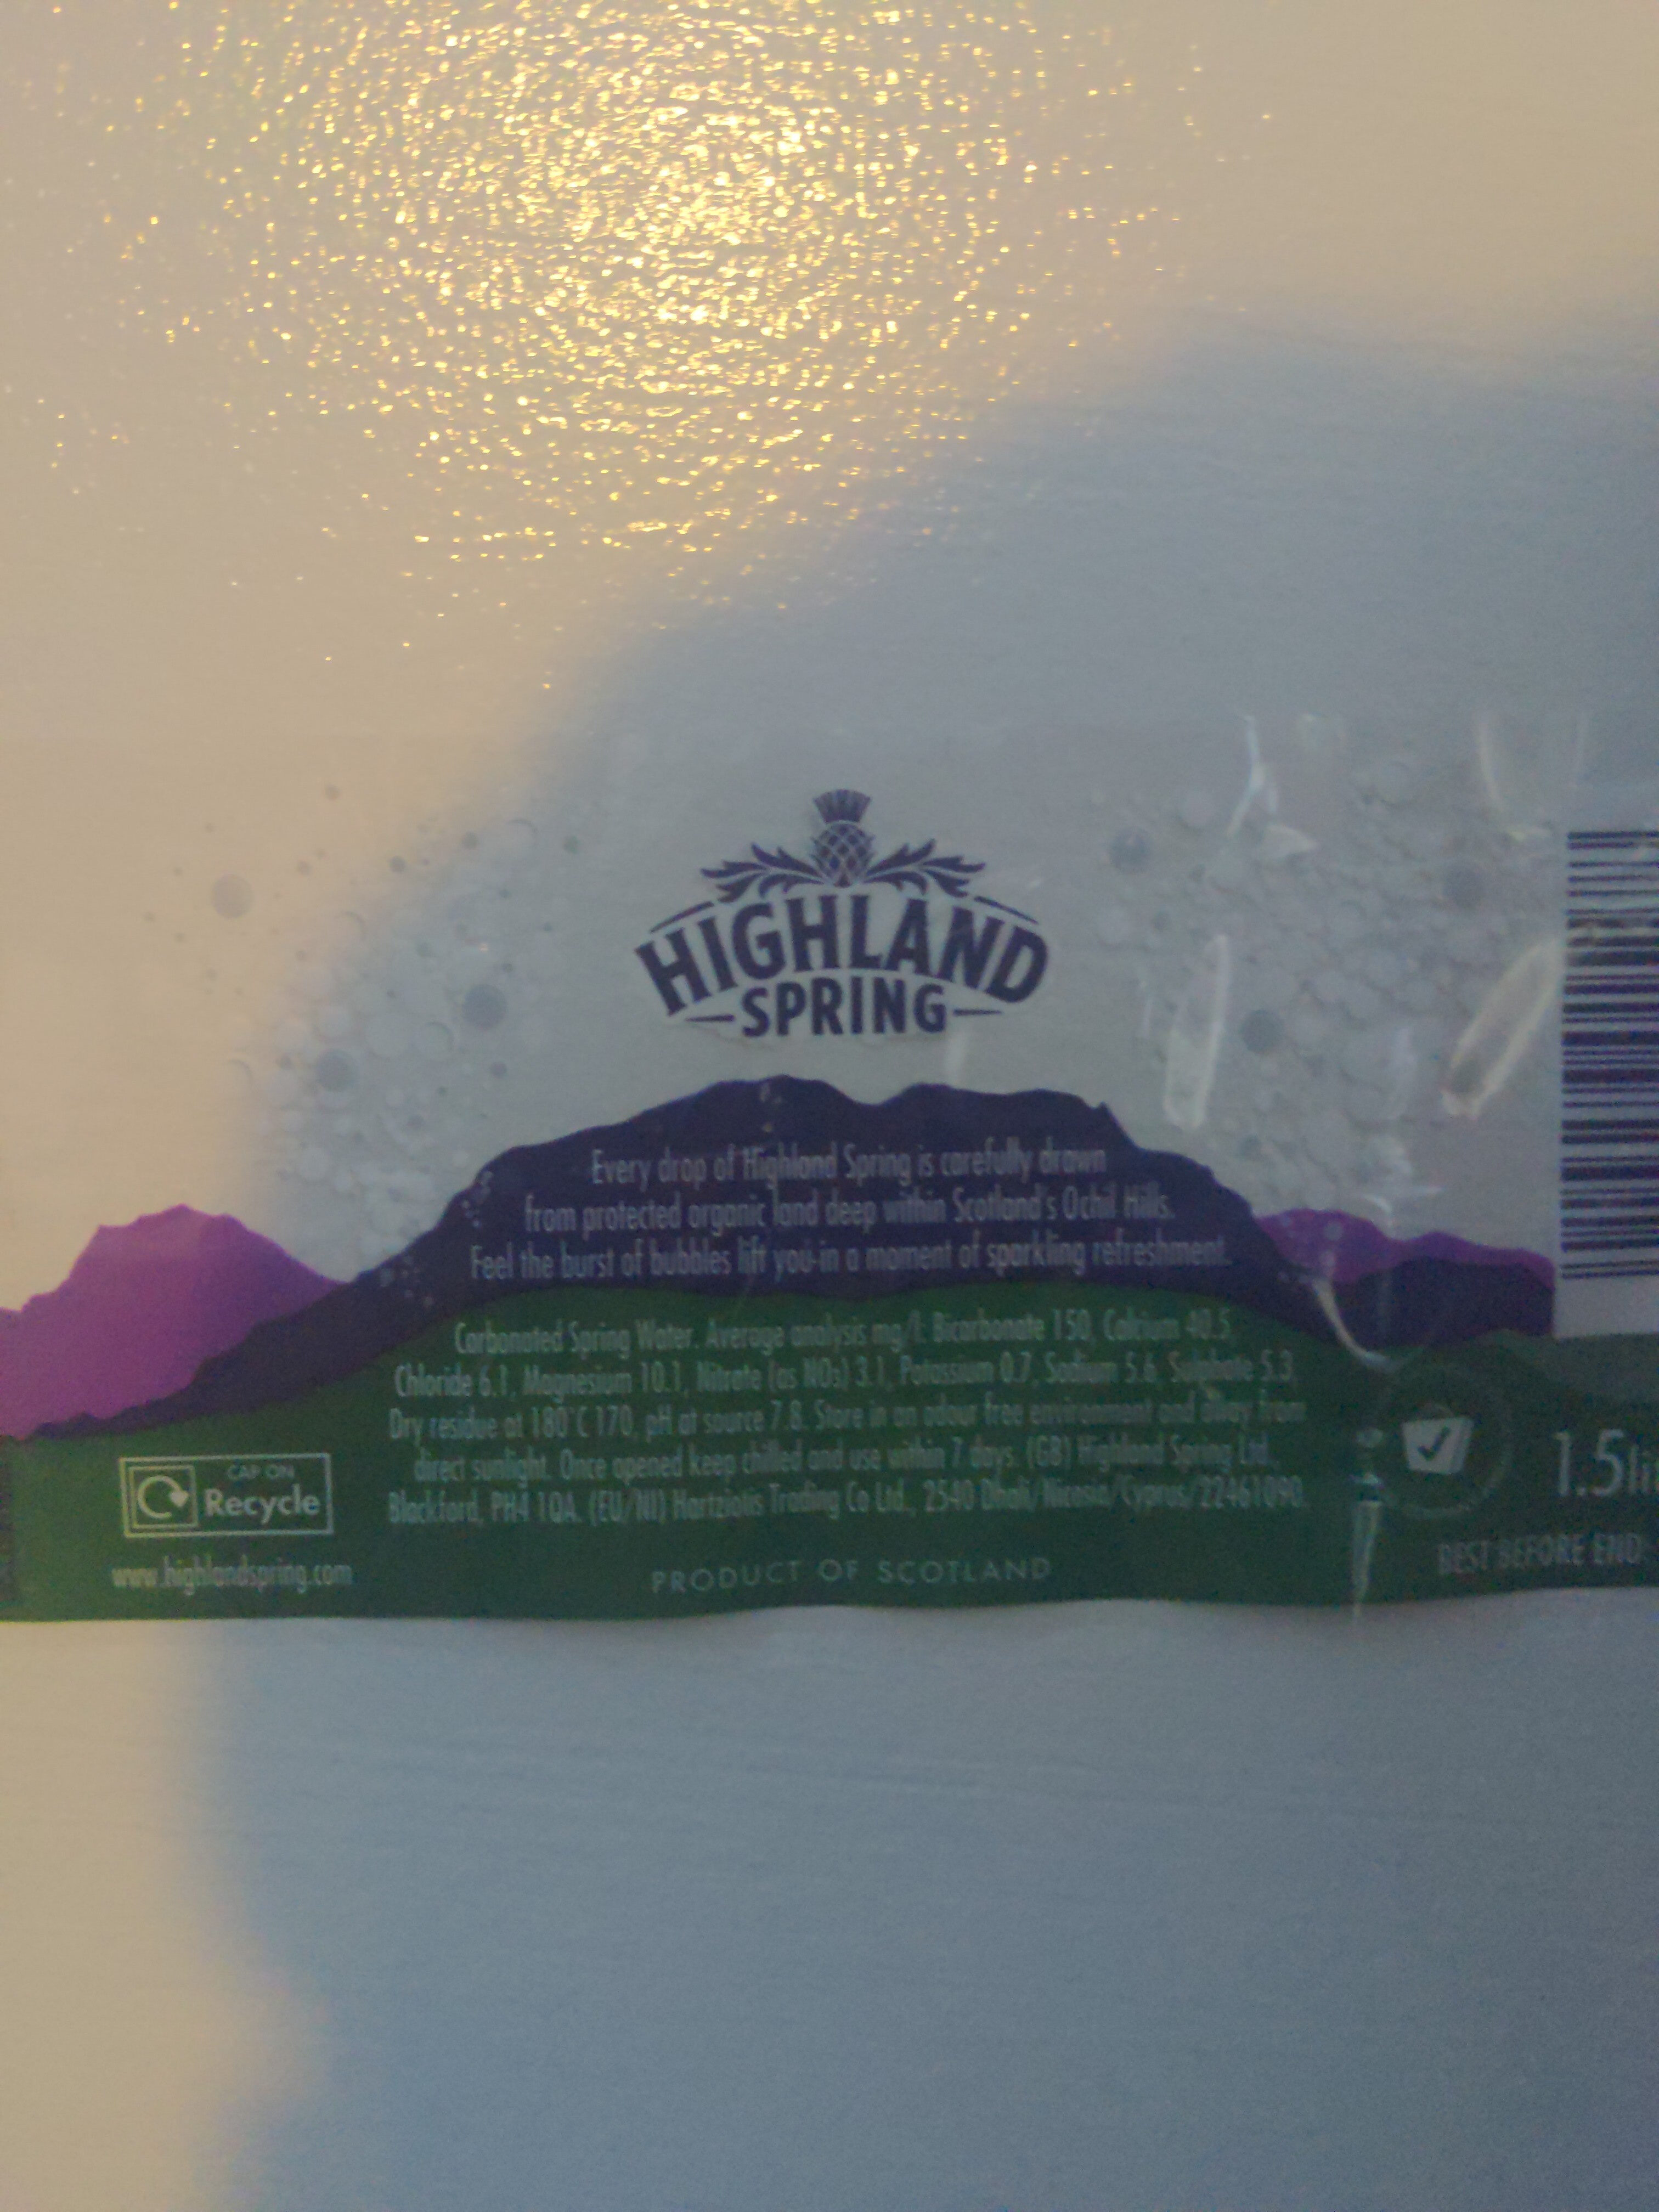 HIGHLAND
SPRING
Every drop of Highland Spring is carefully drawn
from protected organic land deep within Scotland's Ochil Hills.
Feel the burst of bubbles lift you in a moment of sparkling refreshment.
Carbonated Spring Water. Average analysis mg/l: Bicarbonate 150, Calcium 40.5,
Chloride 6.1, Magnesium 10.1, Nitrate (as NO₃) 3.1, Potassium 0.7, Sodium 5.6, Sulphate 5.3,
Dry residue at 180°C 170, pH at source 7.8. Store in an odour free environment and away from
direct sunlight. Once opened keep chilled and use within 7 days. (GB) Highland Spring Ltd.,
Blackford, PH4 1QA. (EU/NI) Hartziotis Trading Co Ltd., 2540 Dhali/Nicosia/Cyprus/22461090.
PRODUCT OF SCOTLAND
CAP ON
Recycle
www.highlandspring.com
1.5lit
BEST BEFORE END: